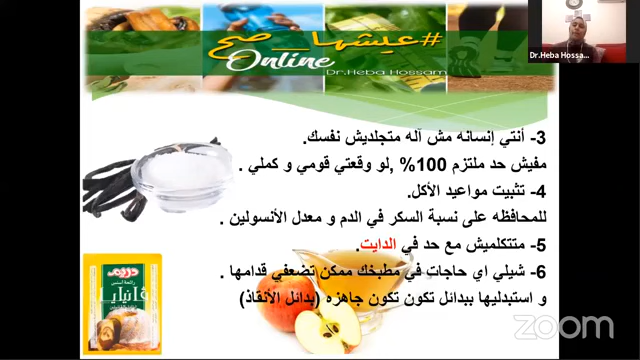 #عيشها_صح
Online
Dr.Heba Hossam
Dr.Heba Hossa...
3- أنتي إنسانه مش آله متجلديش نفسك.
مفيش حد ملتزم 100% ,لو وقعتي قومي و كملي .
4- تثبيت مواعيد الأكل.
للمحافظه على نسبة السكر في الدم و معدل الأنسولين .
5- متتكلميش مع حد في الدايت.
6- شيلي اي حاجات في مطبخك ممكن تضعفي قدامها .
و استبدليها ببدائل تكون تكون جاهزه (بدائل الأنقاذ)
دريم
فانيليا
zoom